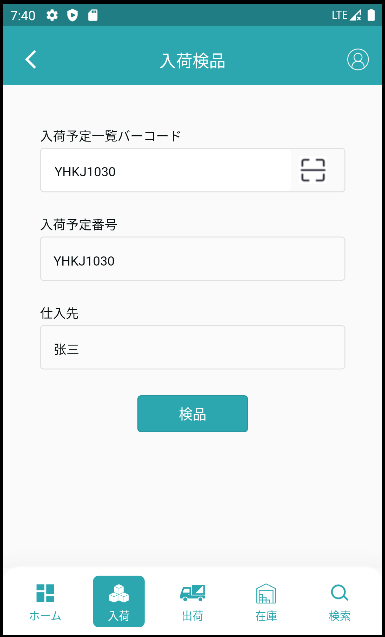 7:40
LTE
入荷検品
入荷予定一覧バーコード
YHKJ1030
入荷予定番号
YHKJ1030
仕入先
张三
検品
ホーム
入荷
出荷
在庫
検索